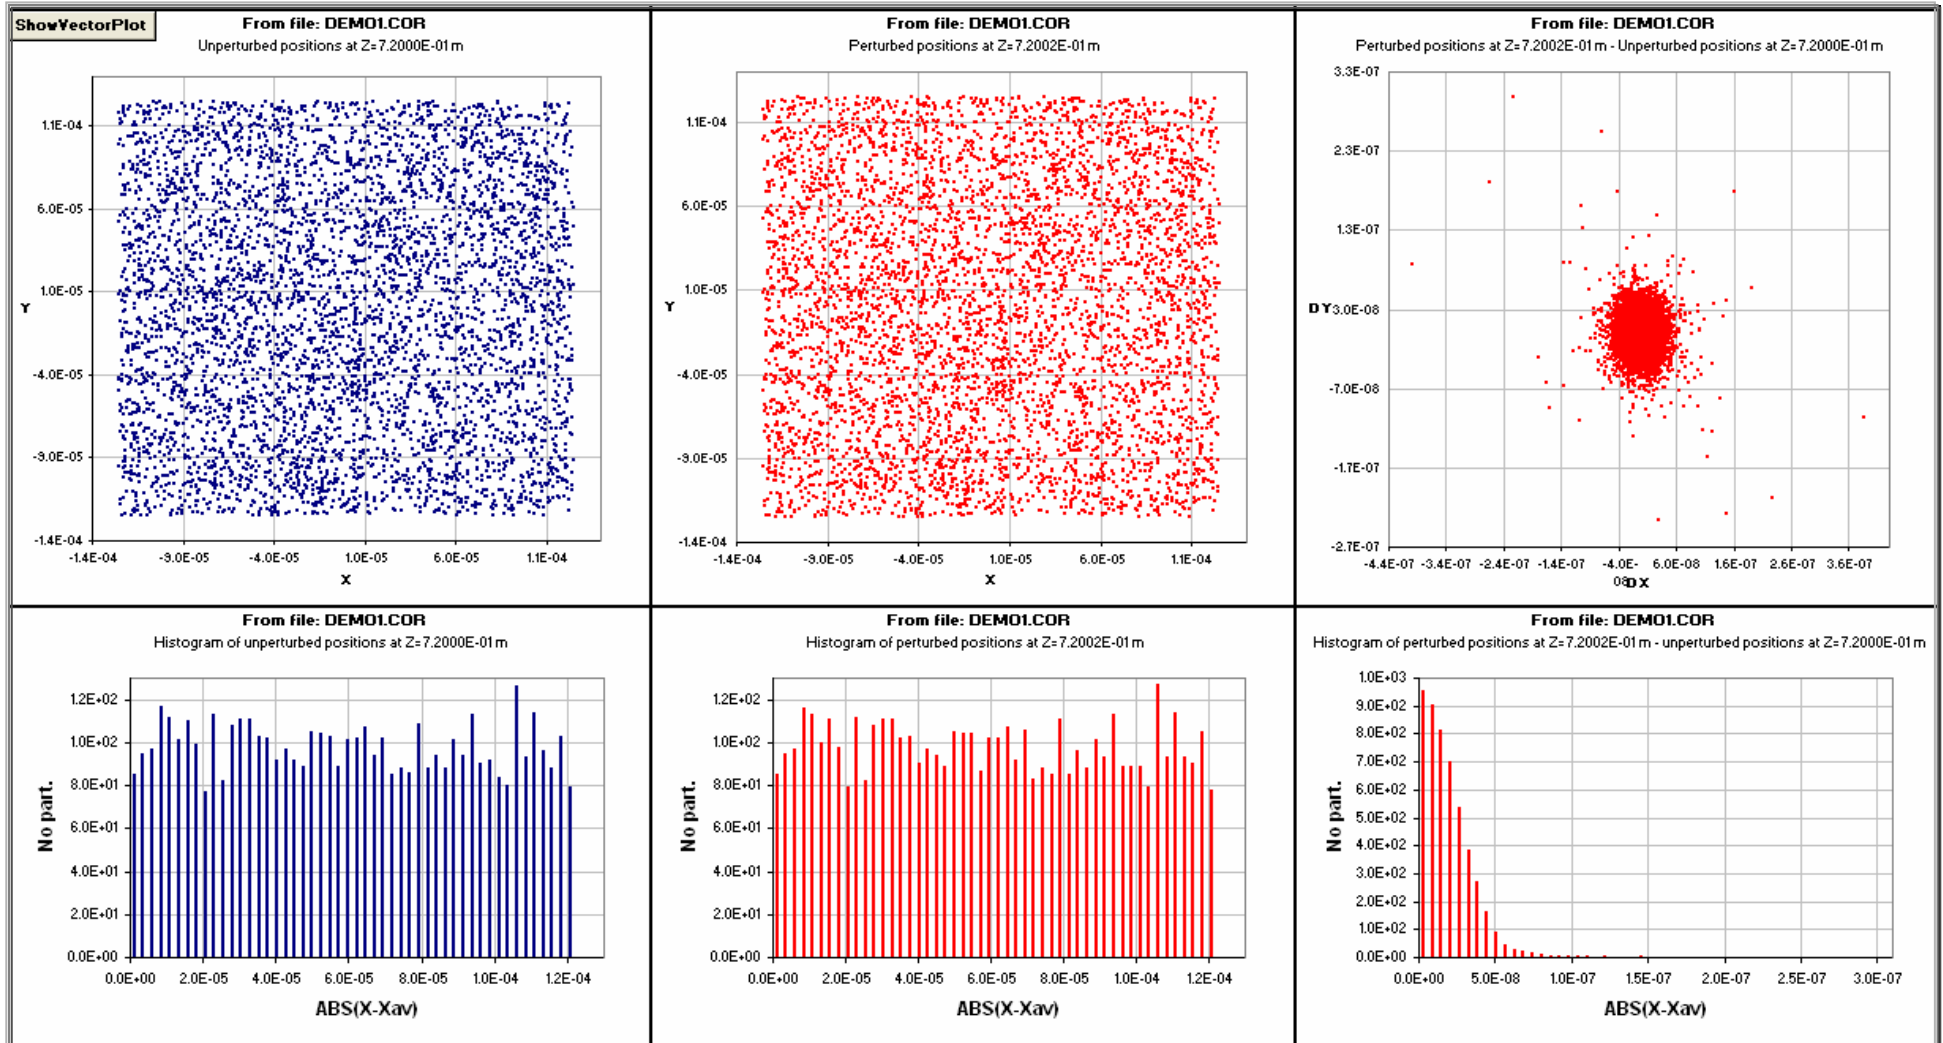 ShowVectorPlot
From file: DEMO1.COR
Unperturbed positions at Z=7.2000E-01 m
1.1E-04
6.0E-05
1.0E-05
Y
-4.0E-05
-9.0E-05
-1.4E-04
-1.4E-04 -9.0E-05 -4.0E-05 1.0E-05 6.0E-05 1.1E-04
X
From file: DEMO1.COR
Perturbed positions at Z=7.2002E-01 m
1.1E-04
6.0E-05
1.0E-05
Y
-4.0E-05
-9.0E-05
-1.4E-04
-1.4E-04 -9.0E-05 -4.0E-05 1.0E-05 6.0E-05 1.1E-04
X
From file: DEMO1.COR
Perturbed positions at Z=7.2002E-01 m - Unperturbed positions at Z=7.2000E-01 m
3.3E-07
2.3E-07
1.3E-07
DY 3.0E-08
-7.0E-08
-1.7E-07
-2.7E-07
-4.4E-07 -3.4E-07 -2.4E-07 -1.4E-07 -4.0E- 6.0E-08 1.6E-07 2.6E-07 3.6E-07
08 DX
From file: DEMO1.COR
Histogram of unperturbed positions at Z=7.2000E-01 m
1.2E+02
1.0E+02
8.0E+01
6.0E+01
4.0E+01
2.0E+01
0.0E+00
No part.
0.0E+00 2.0E-05 4.0E-05 6.0E-05 8.0E-05 1.0E-04 1.2E-04
ABS(X-Xav)
From file: DEMO1.COR
Histogram of perturbed positions at Z=7.2002E-01 m
1.2E+02
1.0E+02
8.0E+01
6.0E+01
4.0E+01
2.0E+01
0.0E+00
No part.
0.0E+00 2.0E-05 4.0E-05 6.0E-05 8.0E-05 1.0E-04 1.2E-04
ABS(X-Xav)
From file: DEMO1.COR
Histogram of perturbed positions at Z=7.2002E-01 m - unperturbed positions at Z=7.2000E-01 m
1.0E+03
9.0E+02
8.0E+02
7.0E+02
6.0E+02
5.0E+02
4.0E+02
3.0E+02
2.0E+02
1.0E+02
0.0E+00
No part.
0.0E+00 5.0E-08 1.0E-07 1.5E-07 2.0E-07 2.5E-07 3.0E-07
ABS(X-Xav)